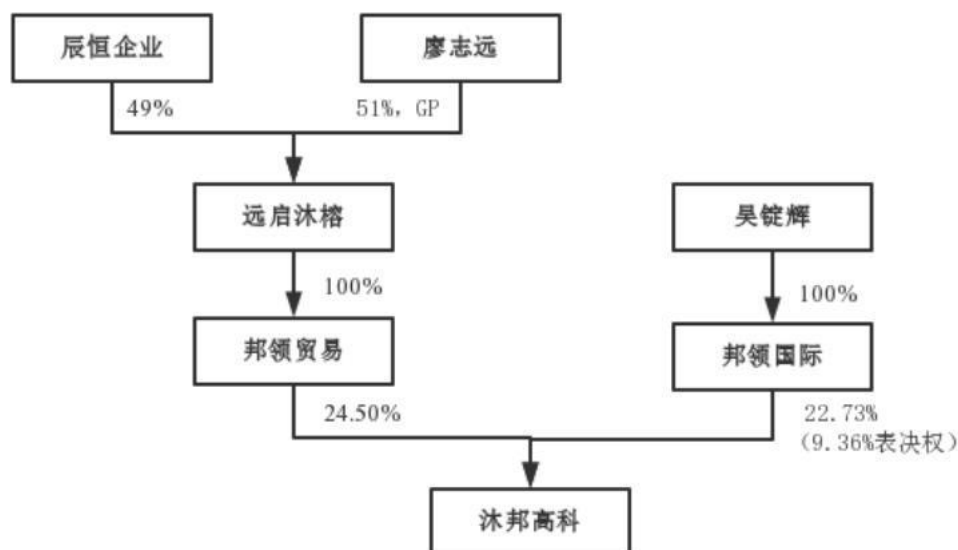 辰恒企业
廖志远
49%
51%, GP
远启沐榕
吴锭辉
100%
100%
邦领贸易
邦领国际
24.50%
22.73%
（9.36%表决权）
沐邦高科